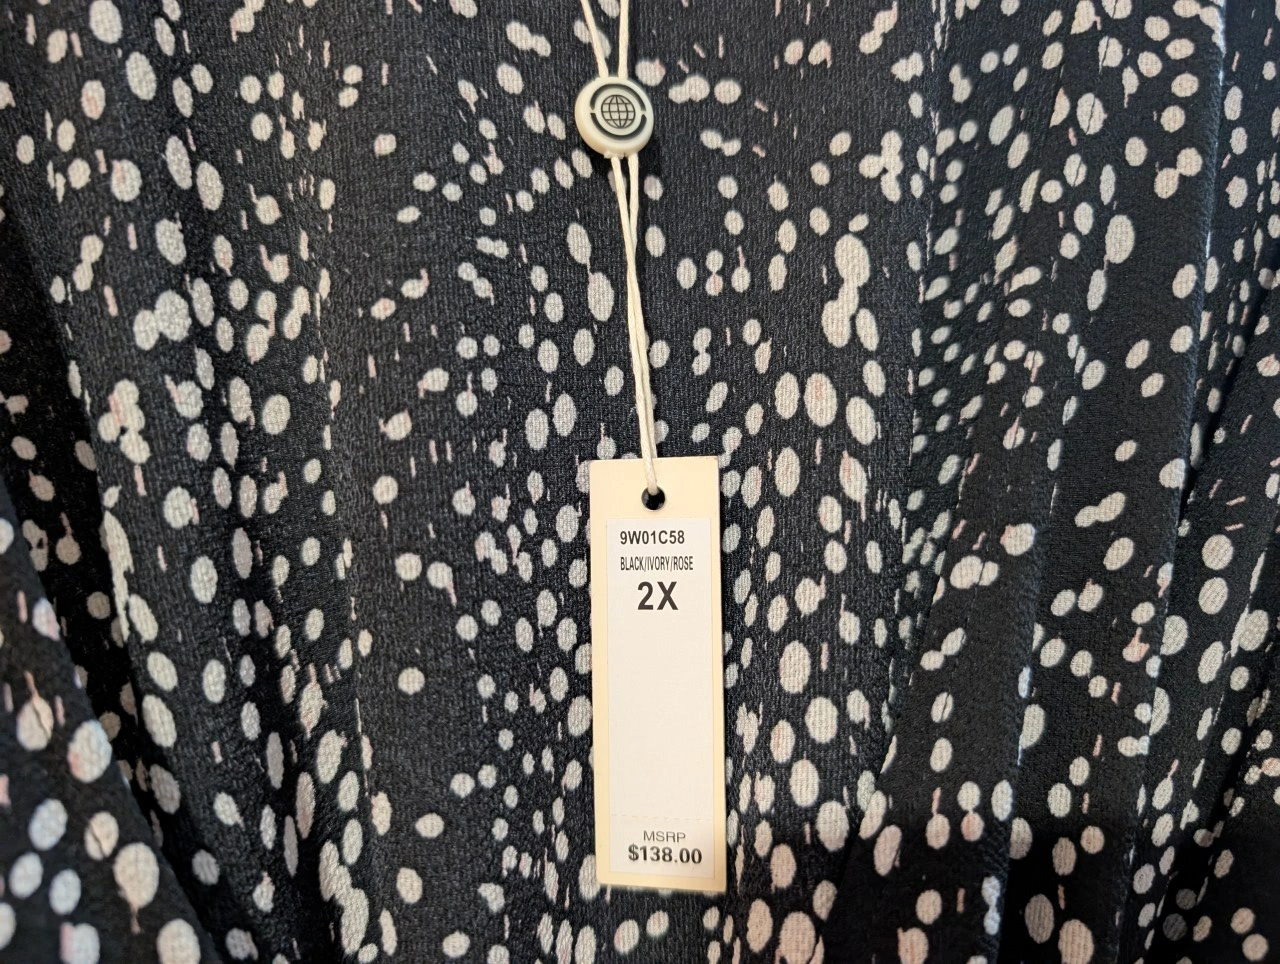 9W01C58
BLACK/IVORY/ROSE
2X
MSRP
$138.00